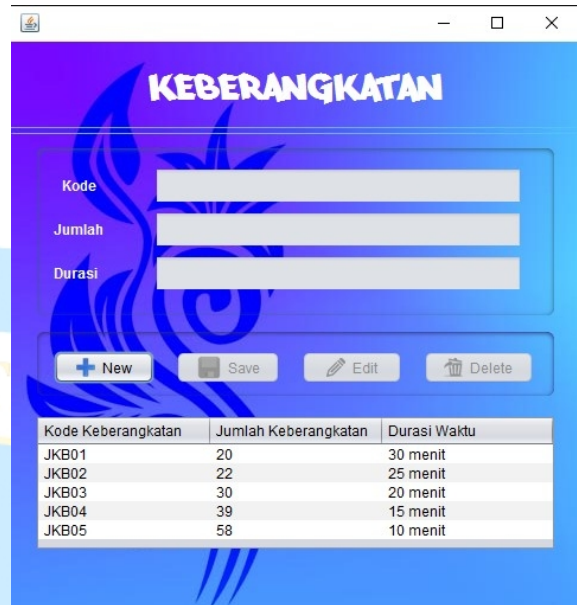 KEBERANGKATAN
Kode
Jumlah
Durasi
New Save Edit Delete
Kode Keberangkatan Jumlah Keberangkatan Durasi Waktu
JKB01 20 30 menit
JKB02 22 25 menit
JKB03 30 20 menit
JKB04 39 15 menit
JKB05 58 10 menit